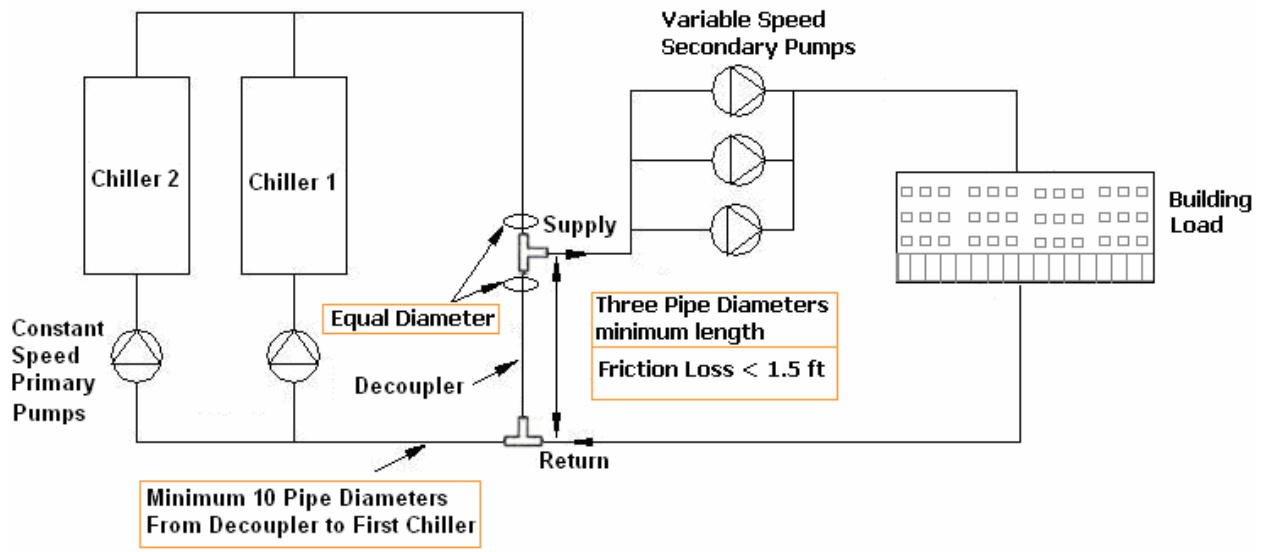 Variable Speed
Secondary Pumps
Chiller 2
Chiller 1
Supply
Building
Load
Equal Diameter
Three Pipe Diameters
minimum length
Friction Loss < 1.5 ft
Constant
Speed
Primary
Pumps
Decoupler
Return
Minimum 10 Pipe Diameters
From Decoupler to First Chiller